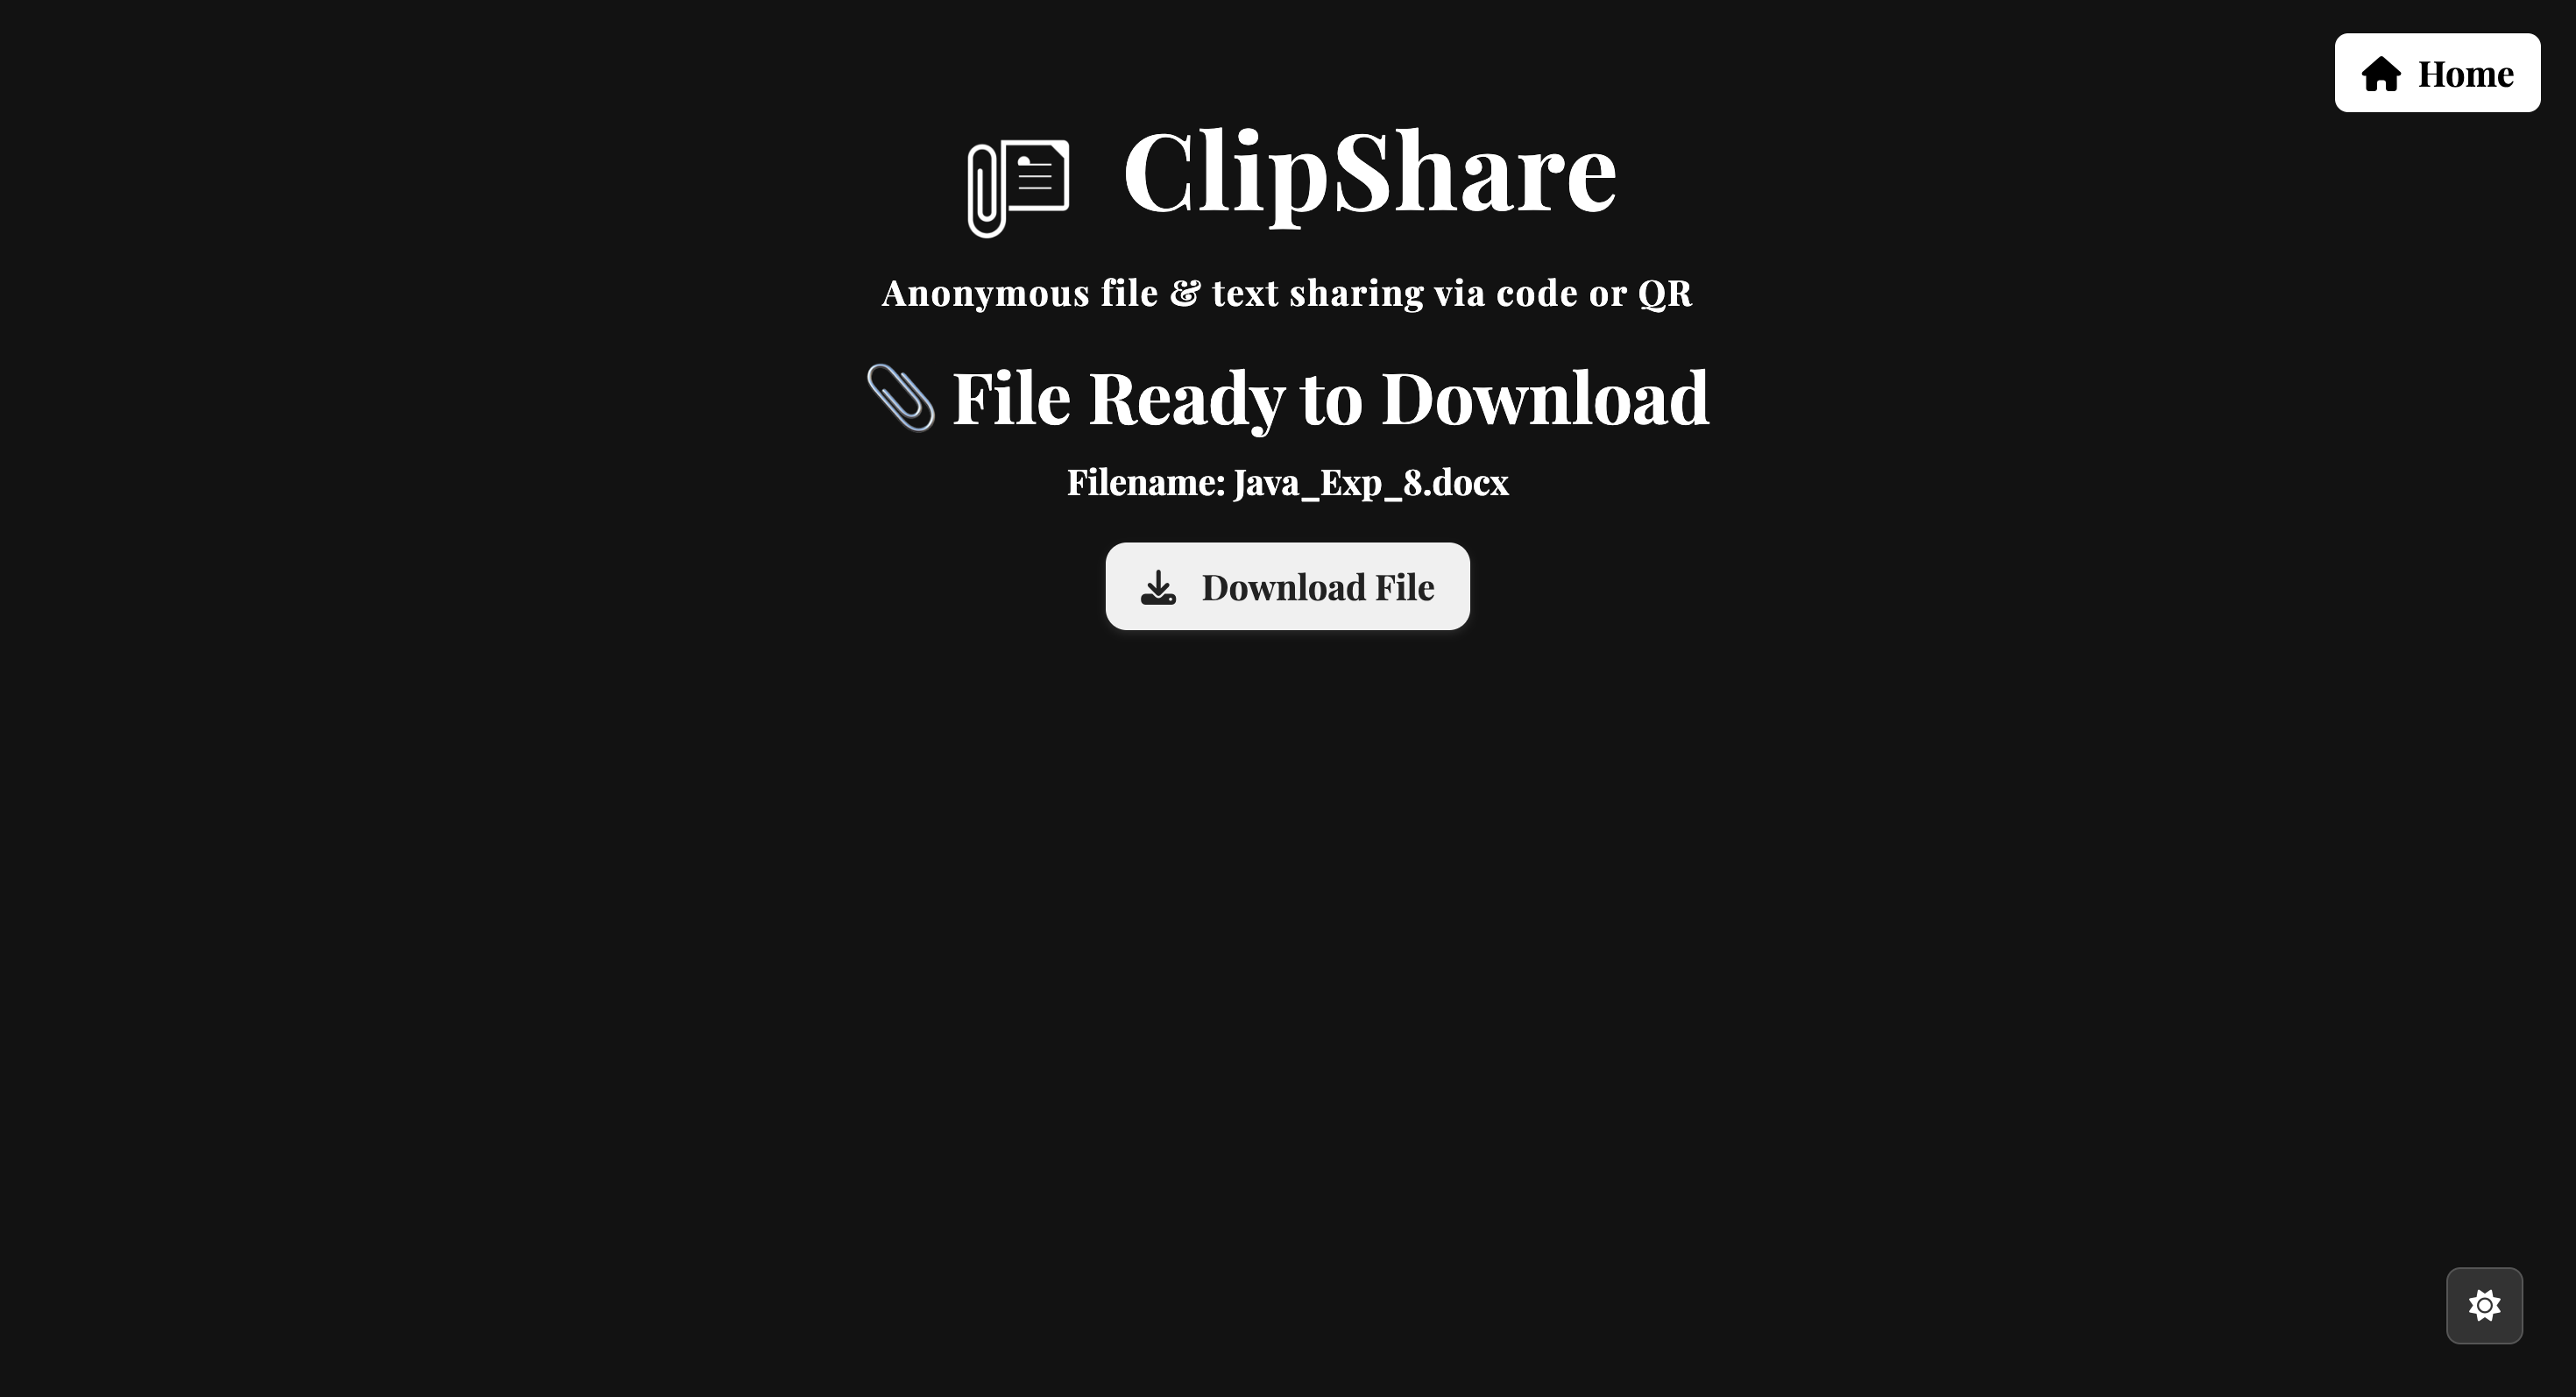 Home
ClipShare
Anonymous file & text sharing via code or QR
File Ready to Download
Filename: Java_Exp_8.docx
Download File